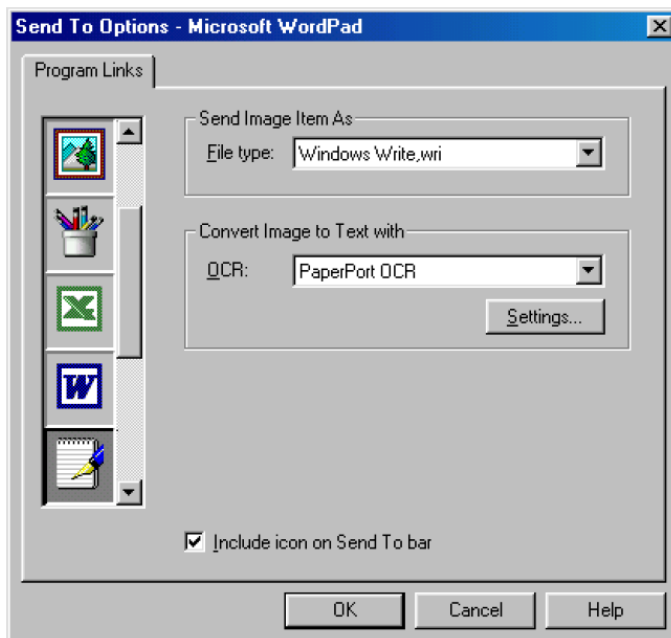 Send To Options - Microsoft WordPad
Program Links
Send Image Item As
File type: Windows Write,wri
Convert Image to Text with
OCR: PaperPort OCR
Settings...
Include icon on Send To bar
OK Cancel Help